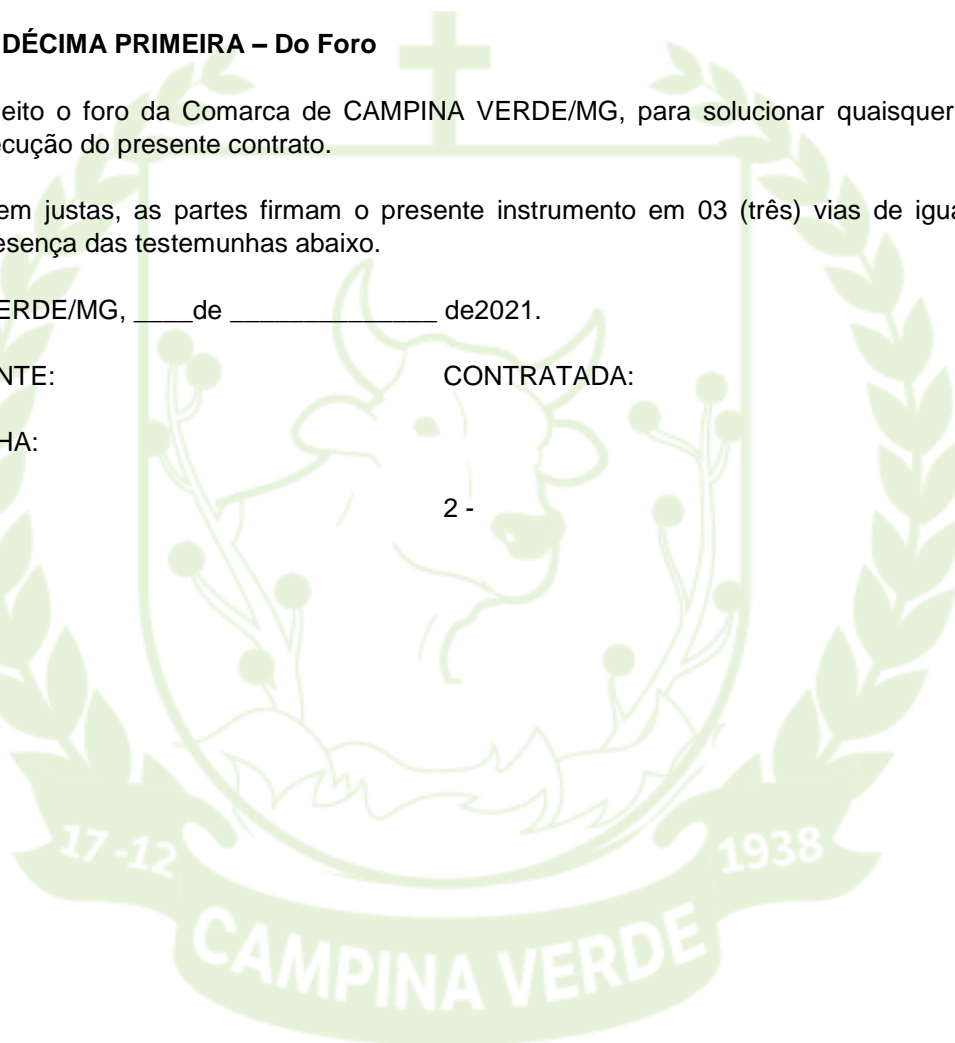 DÉCIMA PRIMEIRA – Do Foro
eito o foro da Comarca de CAMPINA VERDE/MG, para solucionar quaisquer
ecução do presente contrato.
em justas, as partes firmam o presente instrumento em 03 (três) vias de igua
esença das testemunhas abaixo.
ERDE/MG, ____de ______________ de2021.
NTE: CONTRATADA:
HA:
2 -
17-12 1938
CAMPINA VERDE